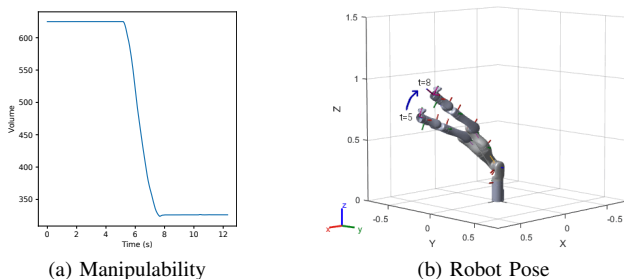 600
550
500
450
400
350
Volume
0 2 4 6 8 10 12
Time (s)
(a) Manipulability
1.5
1
0.5
0
Z
t=8
t=5
z
x y
-0.5 0 0.5
Y
0.5 0 -0.5
X
(b) Robot Pose